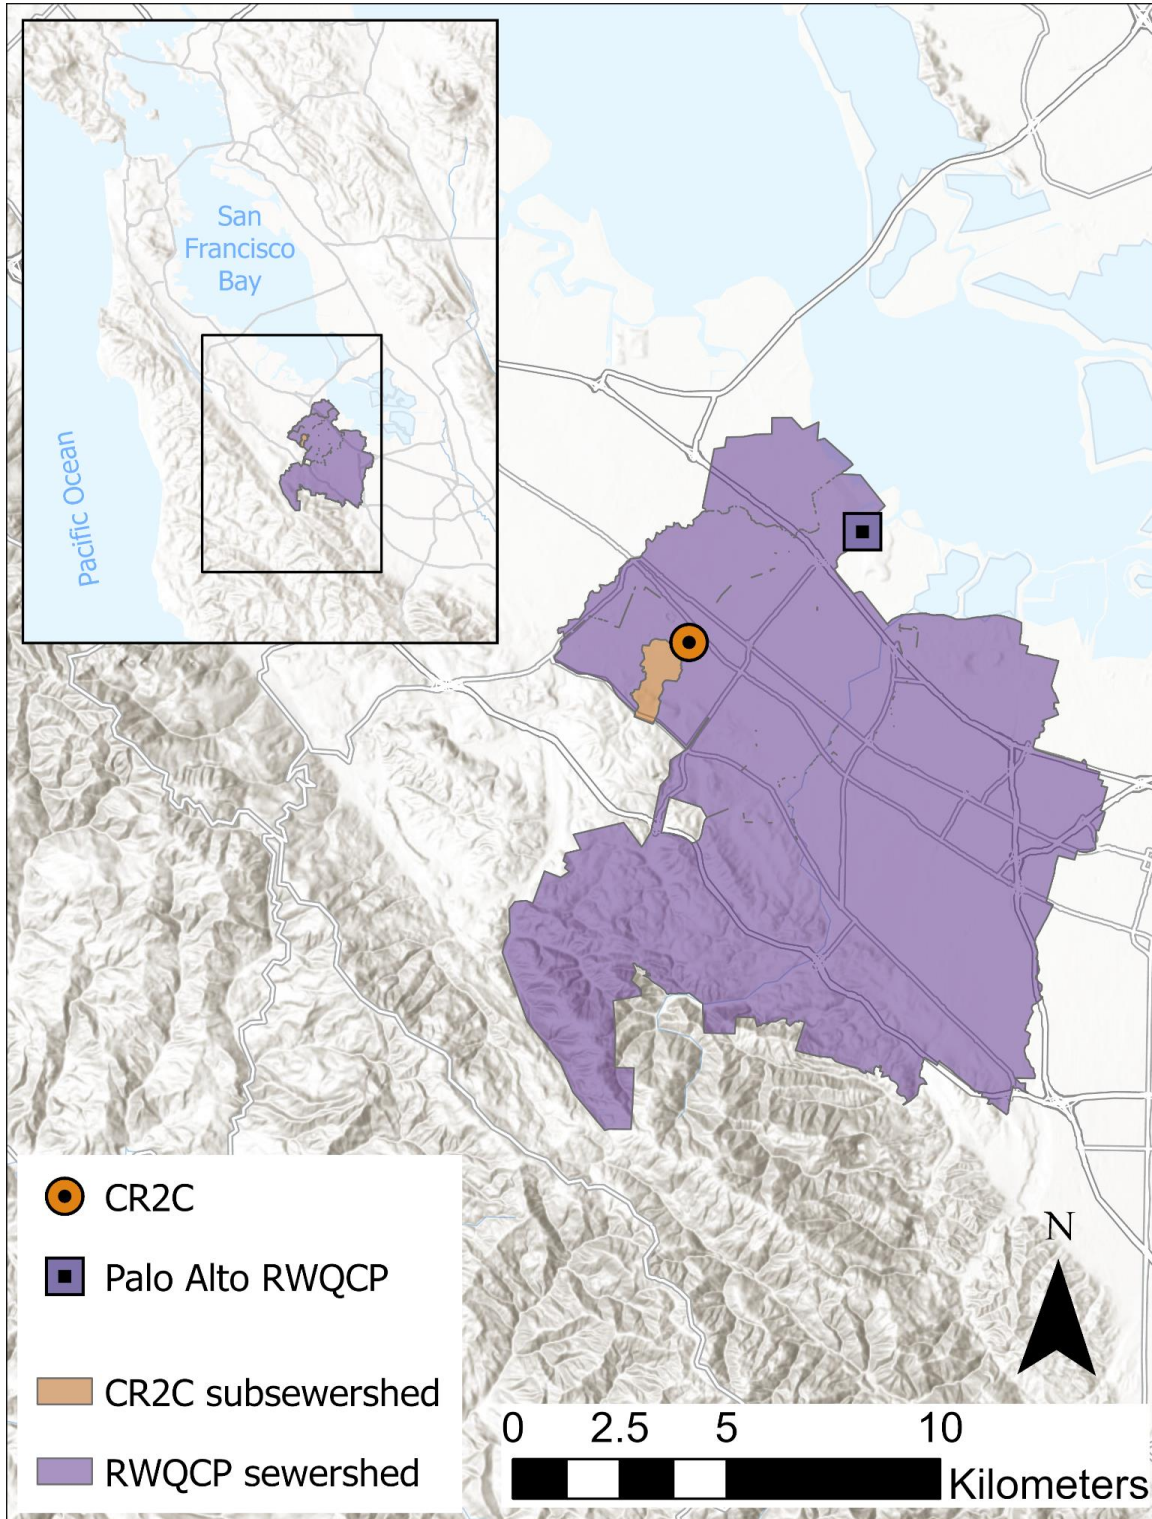 San
Francisco
Bay
Pacific Ocean
CR2C
Palo Alto RWQCP
CR2C subsewershed
RWQCP sewershed
N
0 2.5 5 10
Kilometers